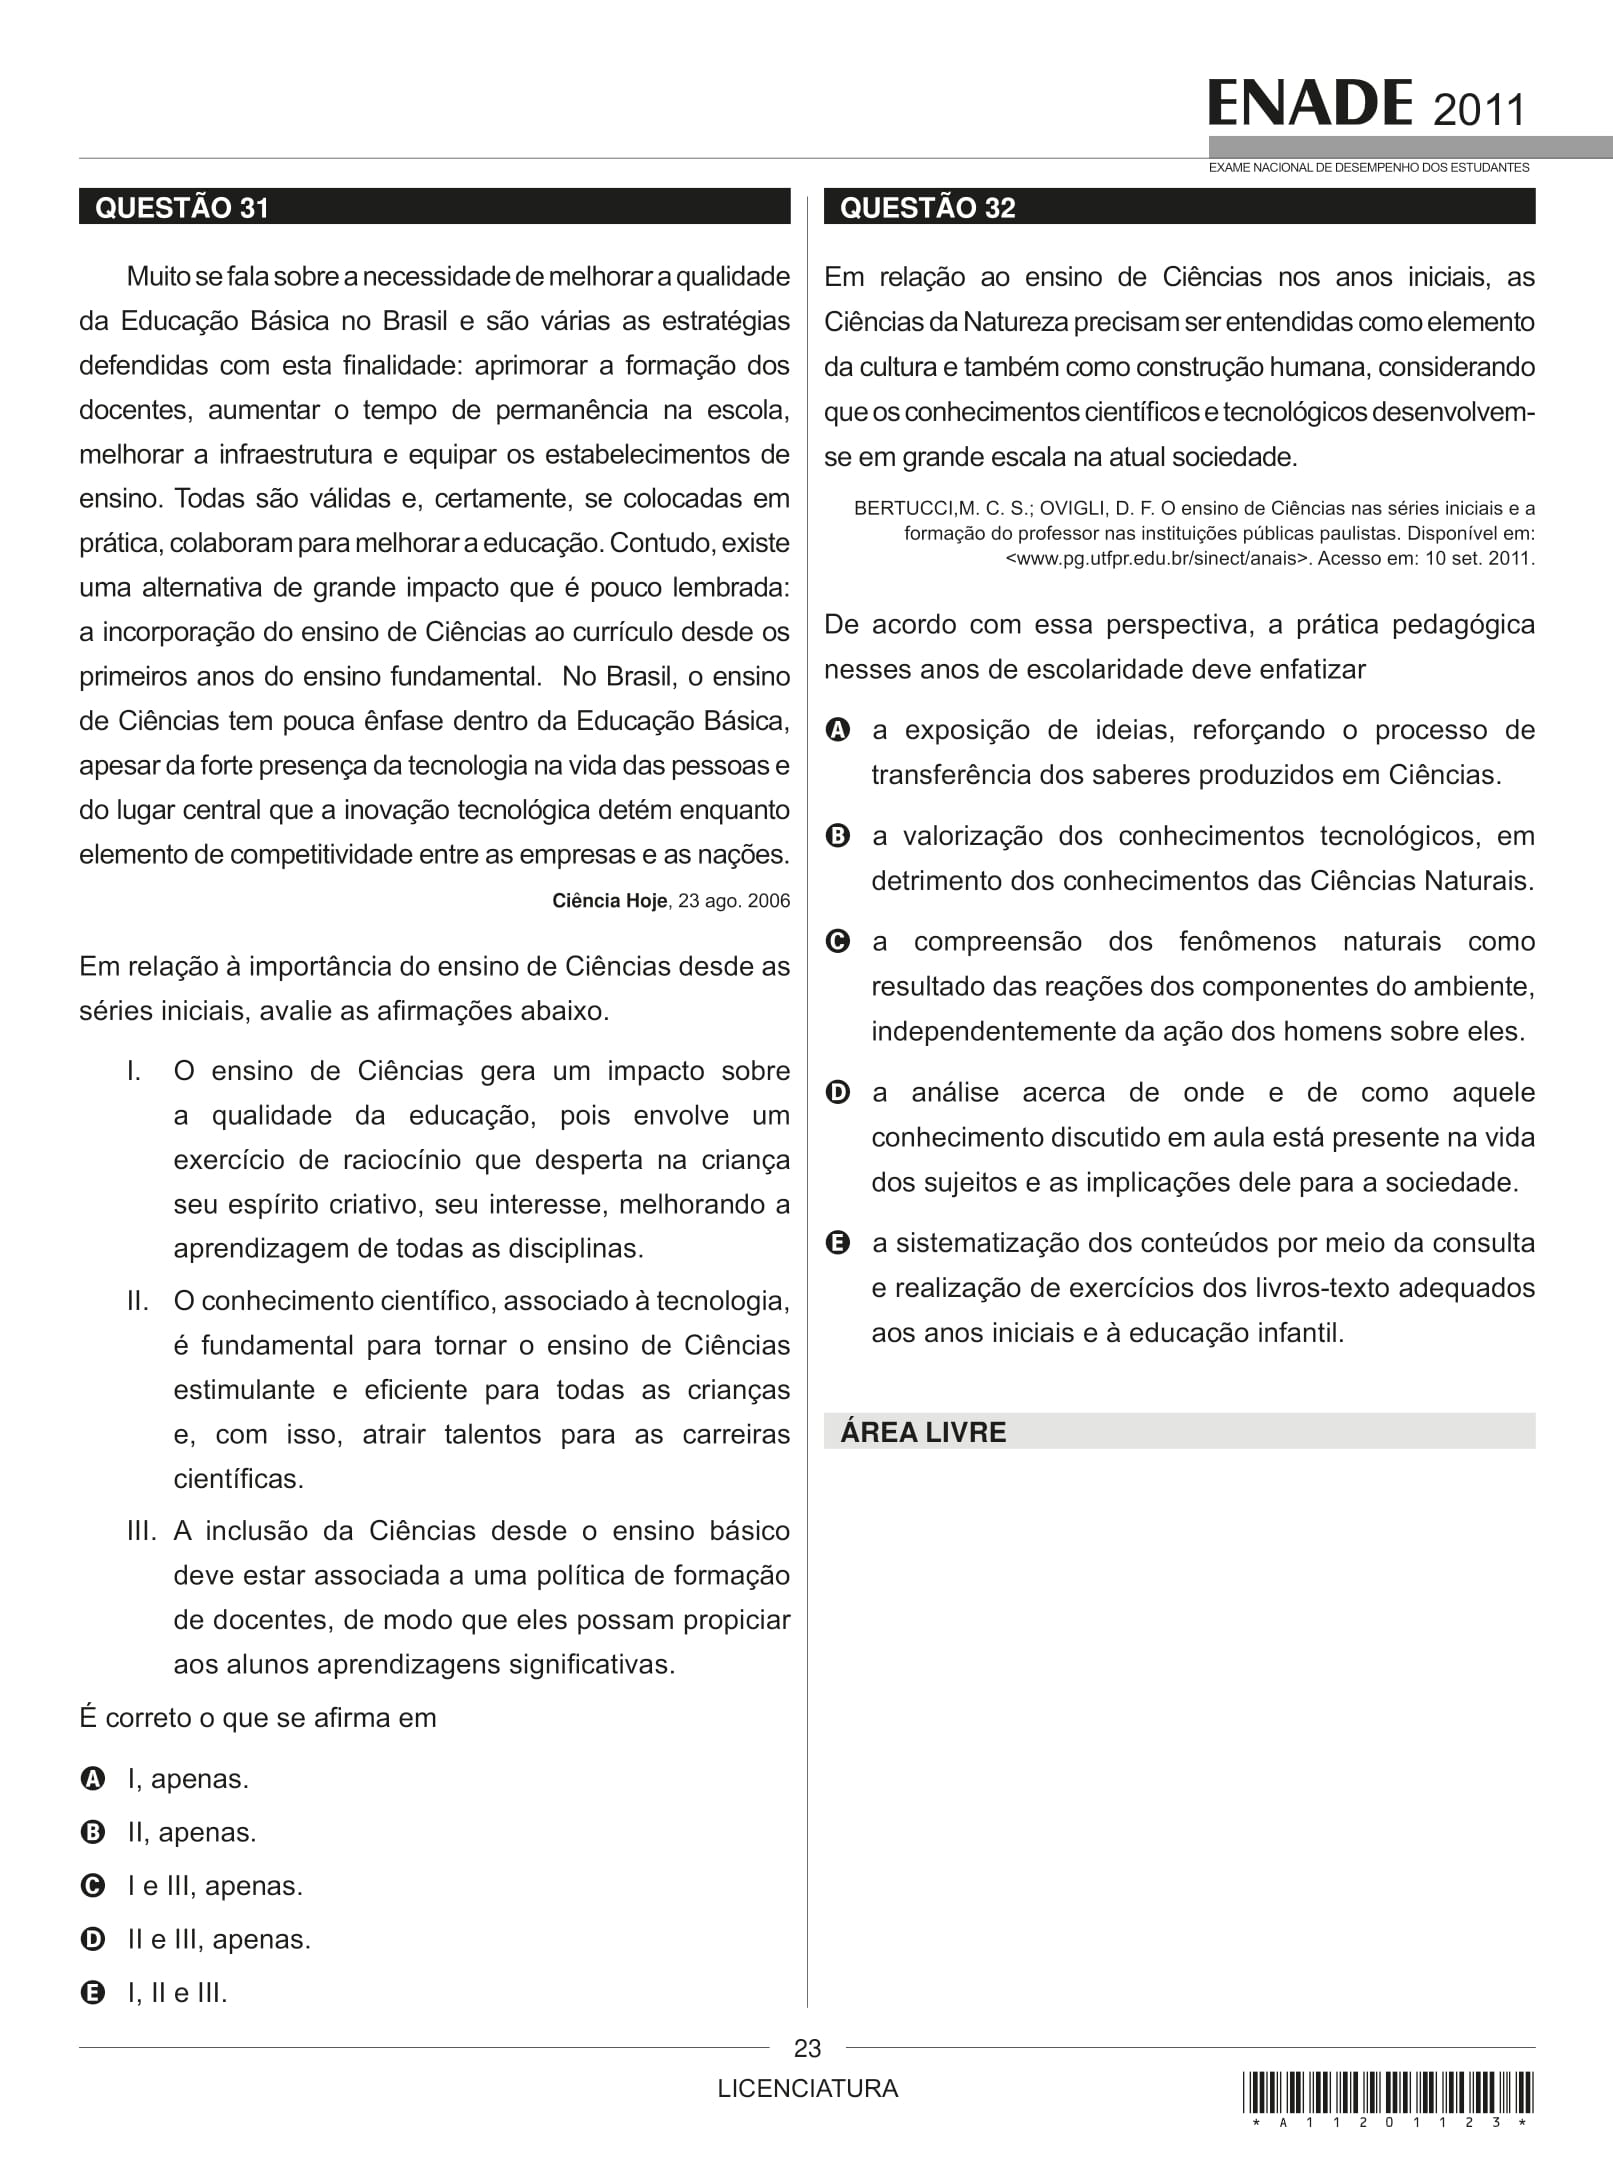 ENADE 2011
EXAME NACIONAL DE DESEMPENHO DOS ESTUDANTES
QUESTÃO 31
Muito se fala sobre a necessidade de melhorar a qualidade
da Educação Básica no Brasil e são várias as estratégias
defendidas com esta finalidade: aprimorar a formação dos
docentes, aumentar o tempo de permanência na escola,
melhorar a infraestrutura e equipar os estabelecimentos de
ensino. Todas são válidas e, certamente, se colocadas em
prática, colaboram para melhorar a educação. Contudo, existe
uma alternativa de grande impacto que é pouco lembrada:
a incorporação do ensino de Ciências ao currículo desde os
primeiros anos do ensino fundamental. No Brasil, o ensino
de Ciências tem pouca ênfase dentro da Educação Básica,
apesar da forte presença da tecnologia na vida das pessoas e
do lugar central que a inovação tecnológica detém enquanto
elemento de competitividade entre as empresas e as nações.
Ciência Hoje, 23 ago. 2006
Em relação à importância do ensino de Ciências desde as
séries iniciais, avalie as afirmações abaixo.
I. O ensino de Ciências gera um impacto sobre
a qualidade da educação, pois envolve um
exercício de raciocínio que desperta na criança
seu espírito criativo, seu interesse, melhorando a
aprendizagem de todas as disciplinas.
II. O conhecimento científico, associado à tecnologia,
é fundamental para tornar o ensino de Ciências
estimulante e eficiente para todas as crianças
e, com isso, atrair talentos para as carreiras
científicas.
III. A inclusão da Ciências desde o ensino básico
deve estar associada a uma política de formação
de docentes, de modo que eles possam propiciar
aos alunos aprendizagens significativas.
É correto o que se afirma em
A I, apenas.
B II, apenas.
C I e III, apenas.
D II e III, apenas.
E I, II e III.
QUESTÃO 32
Em relação ao ensino de Ciências nos anos iniciais, as
Ciências da Natureza precisam ser entendidas como elemento
da cultura e também como construção humana, considerando
que os conhecimentos científicos e tecnológicos desenvolvem-
se em grande escala na atual sociedade.
BERTUCCI,M. C. S.; OVIGLI, D. F. O ensino de Ciências nas séries iniciais e a
formação do professor nas instituições públicas paulistas. Disponível em:
<www.pg.utfpr.edu.br/sinect/anais>. Acesso em: 10 set. 2011.
De acordo com essa perspectiva, a prática pedagógica
nesses anos de escolaridade deve enfatizar
A a exposição de ideias, reforçando o processo de
transferência dos saberes produzidos em Ciências.
B a valorização dos conhecimentos tecnológicos, em
detrimento dos conhecimentos das Ciências Naturais.
C a compreensão dos fenômenos naturais como
resultado das reações dos componentes do ambiente,
independentemente da ação dos homens sobre eles.
D a análise acerca de onde e de como aquele
conhecimento discutido em aula está presente na vida
dos sujeitos e as implicações dele para a sociedade.
E a sistematização dos conteúdos por meio da consulta
e realização de exercícios dos livros-texto adequados
aos anos iniciais e à educação infantil.
ÁREA LIVRE
23
LICENCIATURA
* A 1 1 2 0 1 1 2 3 *